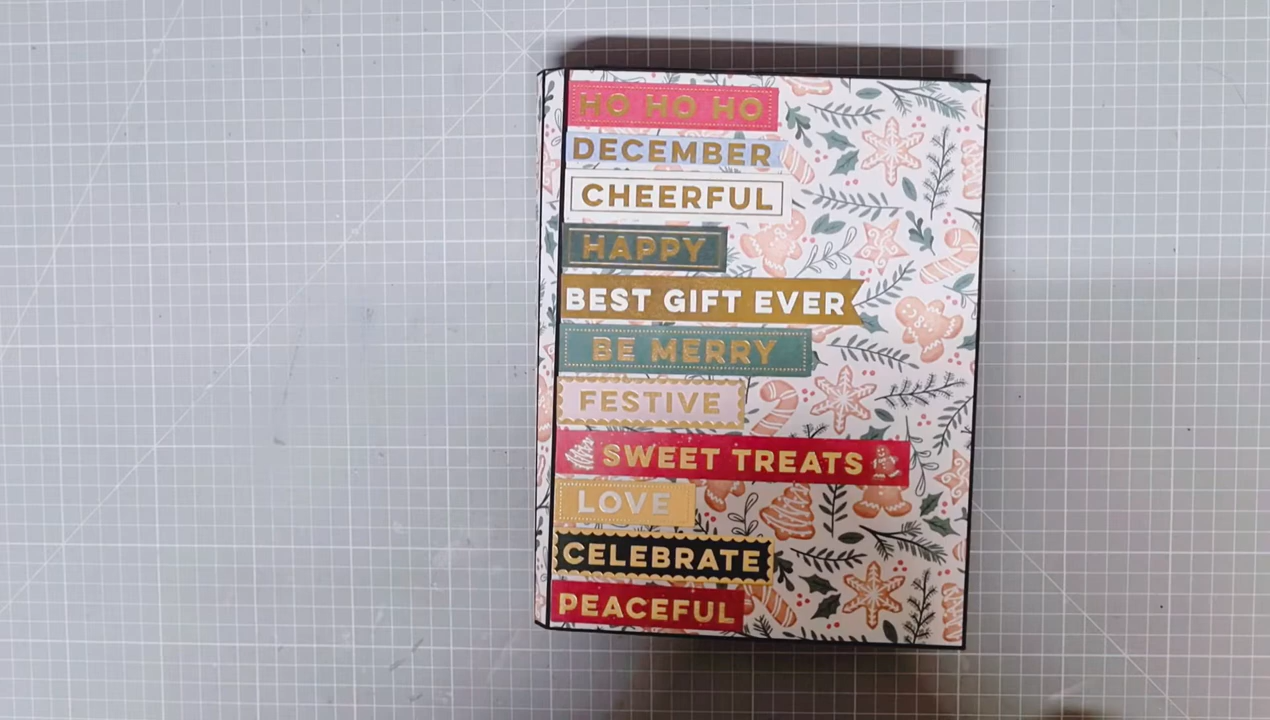 HO HO HO
DECEMBER
CHEERFUL
HAPPY
BEST GIFT EVER
BE MERRY
FESTIVE
SWEET TREATS
LOVE
CELEBRATE
PEACEFUL